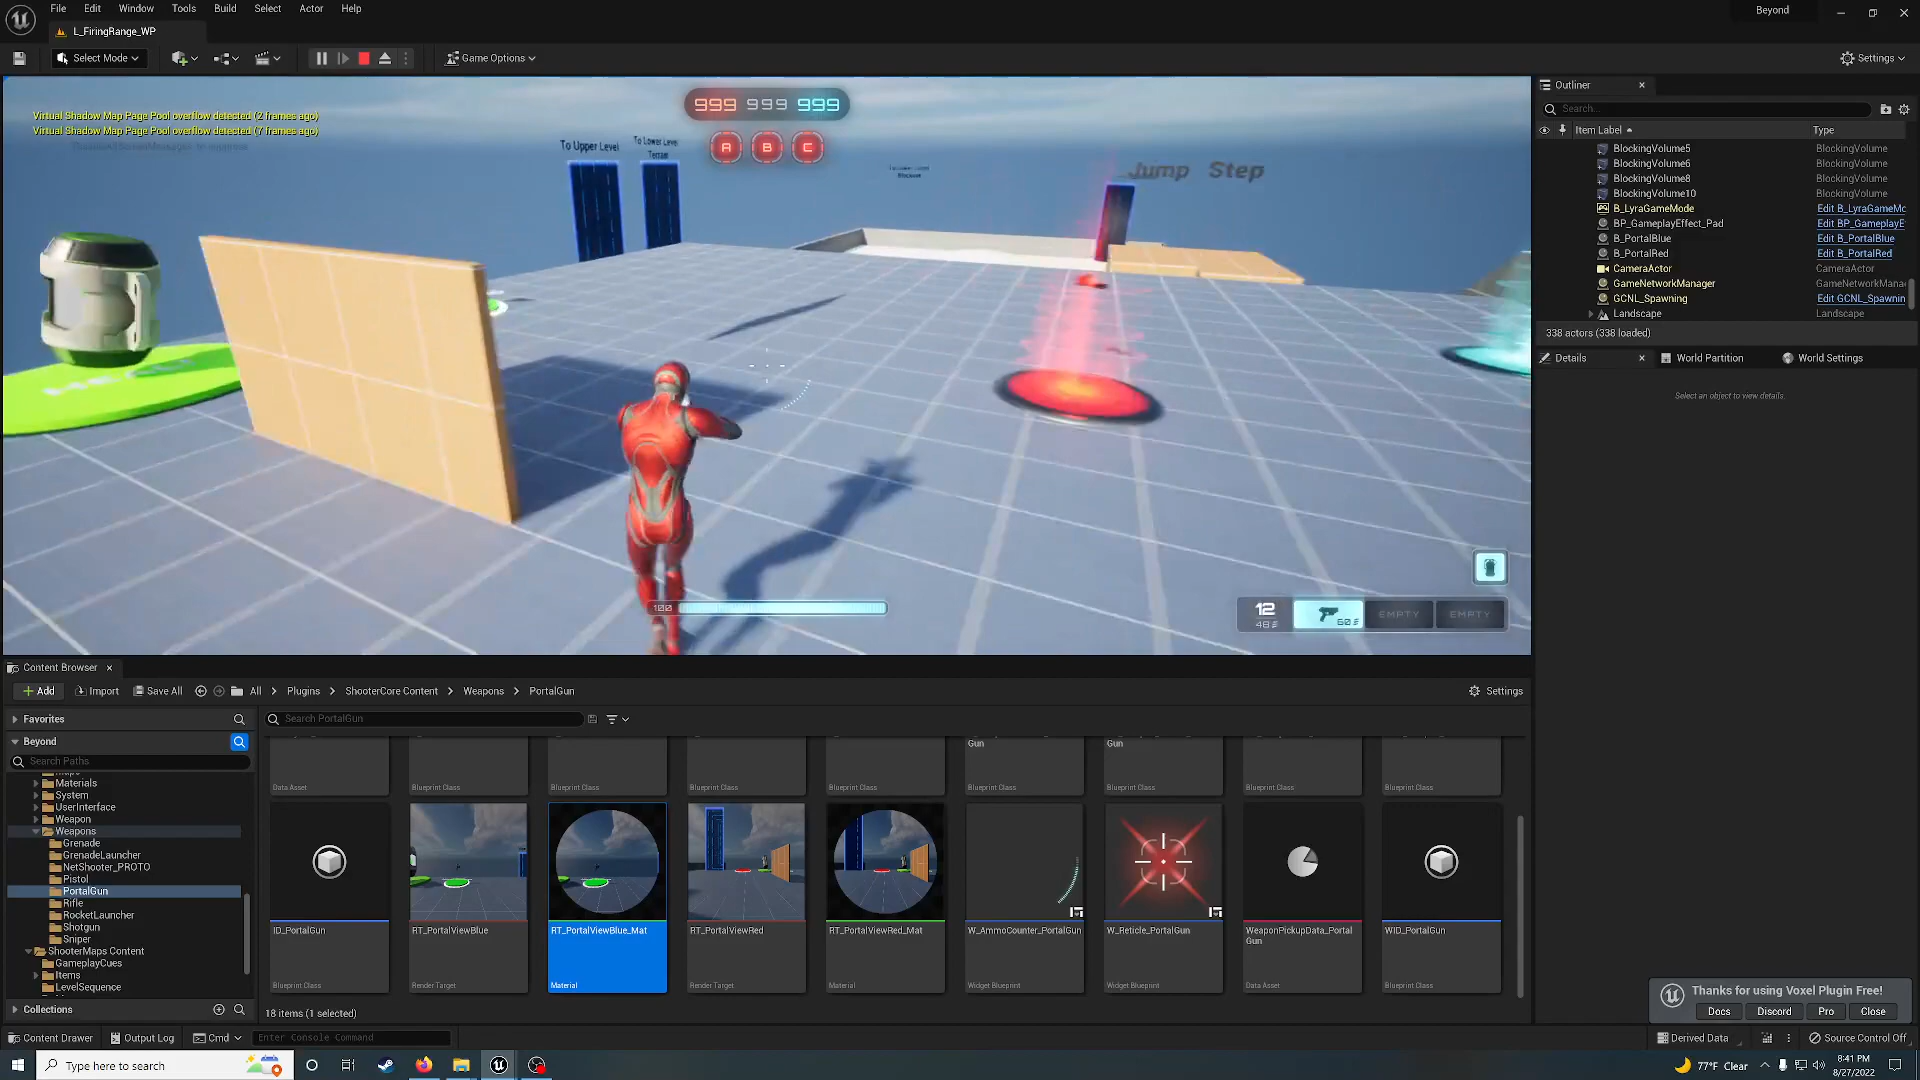 File Edit Window Tools Build Select Actor Help
Beyond
L_FiringRange_WP
Select Mode
Game Options
Settings
Virtual Shadow Map Page Pool overflow detected (2 frames ago)
Virtual Shadow Map Page Pool overflow detected (7 frames ago)
999 999 999
A B C
To Upper Level
To Lower Level
Terrain
Jump Step
100
12
48
60
EMPTY
EMPTY
Outliner
Search...
Item Label Type
BlockingVolume5 BlockingVolume
BlockingVolume6 BlockingVolume
BlockingVolume8 BlockingVolume
BlockingVolume10 BlockingVolume
B_LyraGameMode Edit B_LyraGameMo
BP_GameplayEffect_Pad Edit BP_GameplayE
B_PortalBlue Edit B_PortalBlue
B_PortalRed Edit B_PortalRed
CameraActor CameraActor
GameNetworkManager GameNetworkMana
GCNL_Spawning Edit GCNL_Spawnin
Landscape Landscape
338 actors (338 loaded)
Details World Partition World Settings
Select an object to view details.
Content Browser
Add Import Save All All Plugins ShooterCore Content Weapons PortalGun
Settings
Favorites
Search PortalGun
Beyond
Search Paths
Materials
System
UserInterface
Weapon
Weapons
Grenade
GrenadeLauncher
NetShooter_PROTO
Pistol
PortalGun
Rifle
RocketLauncher
Shotgun
Sniper
ShooterMaps Content
GameplayCues
Items
LevelSequence
Collections
Gun
Gun
Data Asset
Blueprint Class
Blueprint Class
Blueprint Class
Blueprint Class
Blueprint Class
Blueprint Class
Blueprint Class
Blueprint Class
ID_PortalGun
Blueprint Class
RT_PortalViewBlue
Render Target
RT_PortalViewBlue_Mat
Material
RT_PortalViewRed
Render Target
RT_PortalViewRed_Mat
Material
W_AmmoCounter_PortalGun
Widget Blueprint
W_Reticle_PortalGun
Widget Blueprint
WeaponPickupData_Portal
Gun
Data Asset
WID_PortalGun
Blueprint Class
18 items (1 selected)
Thanks for using Voxel Plugin Free!
Docs Discord Pro Close
Content Drawer Output Log Cmd Enter Console Command
Derived Data Source Control Off
Type here to search
77°F Clear
8:41 PM
8/27/2022